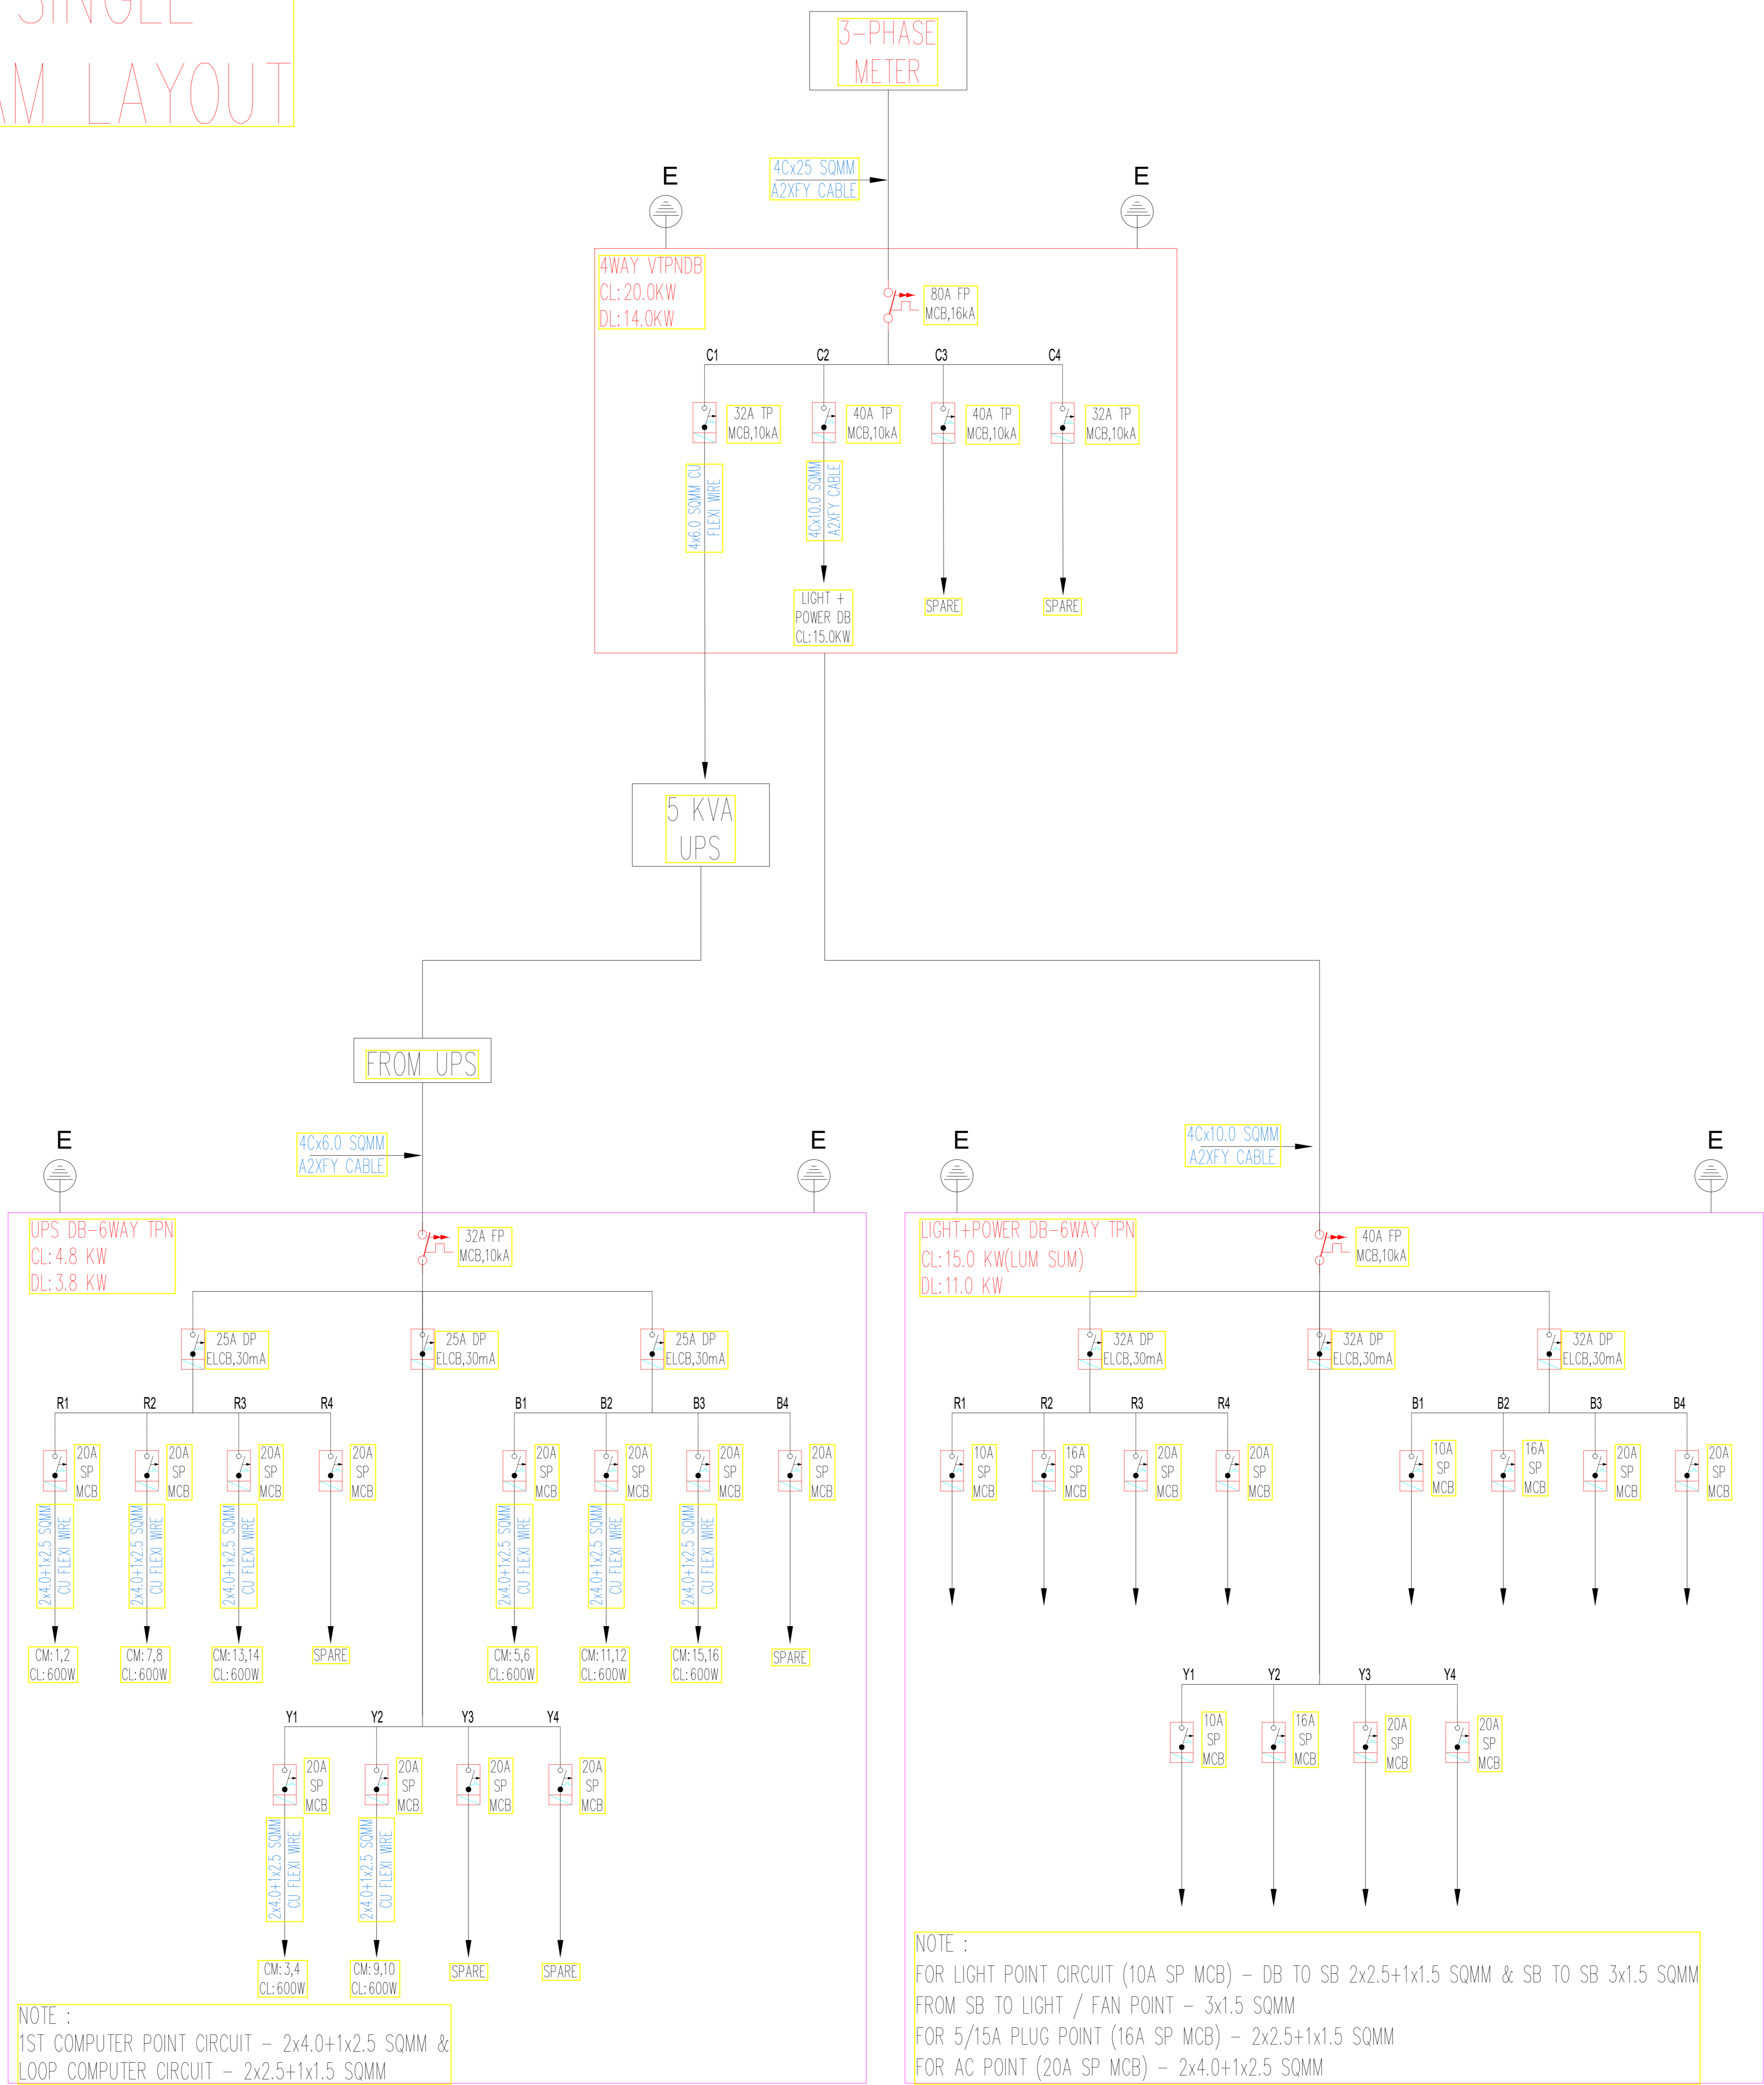 SINGLE
AM LAYOUT
3-PHASE
METER
4Cx25 SQMM
A2XFY CABLE
E
E
4WAY VTPNDB
CL:20.0KW
DL:14.0KW
80A FP
MCB,16kA
C1
C2
C3
C4
32A TP
MCB,10kA
40A TP
MCB,10kA
40A TP
MCB,10kA
32A TP
MCB,10kA
4x6.0 SQMM CU
FLEXI WIRE
4Cx10.0 SQMM
A2XFY CABLE
LIGHT +
POWER DB
CL:15.0KW
SPARE
SPARE
5 KVA
UPS
FROM UPS
4Cx6.0 SQMM
A2XFY CABLE
E
E
UPS DB-6WAY TPN
CL:4.8 KW
DL:3.8 KW
32A FP
MCB,10kA
25A DP
ELCB,30mA
25A DP
ELCB,30mA
25A DP
ELCB,30mA
R1
R2
R3
R4
B1
B2
B3
B4
20A
SP
MCB
20A
SP
MCB
20A
SP
MCB
20A
SP
MCB
20A
SP
MCB
20A
SP
MCB
20A
SP
MCB
20A
SP
MCB
2x4.0+1x2.5 SQMM
CU FLEXI WIRE
2x4.0+1x2.5 SQMM
CU FLEXI WIRE
2x4.0+1x2.5 SQMM
CU FLEXI WIRE
2x4.0+1x2.5 SQMM
CU FLEXI WIRE
2x4.0+1x2.5 SQMM
CU FLEXI WIRE
2x4.0+1x2.5 SQMM
CU FLEXI WIRE
CM:1,2
CL:600W
CM:7,8
CL:600W
CM:13,14
CL:600W
SPARE
CM:5,6
CL:600W
CM:11,12
CL:600W
CM:15,16
CL:600W
SPARE
Y1
Y2
Y3
Y4
20A
SP
MCB
20A
SP
MCB
20A
SP
MCB
20A
SP
MCB
2x4.0+1x2.5 SQMM
CU FLEXI WIRE
2x4.0+1x2.5 SQMM
CU FLEXI WIRE
CM:3,4
CL:600W
CM:9,10
CL:600W
SPARE
SPARE
NOTE :
1ST COMPUTER POINT CIRCUIT - 2x4.0+1x2.5 SQMM &
LOOP COMPUTER CIRCUIT - 2x2.5+1x1.5 SQMM
4Cx10.0 SQMM
A2XFY CABLE
E
E
LIGHT+POWER DB-6WAY TPN
CL:15.0 KW(LUM SUM)
DL:11.0 KW
40A FP
MCB,10kA
32A DP
ELCB,30mA
32A DP
ELCB,30mA
32A DP
ELCB,30mA
R1
R2
R3
R4
B1
B2
B3
B4
10A
SP
MCB
16A
SP
MCB
20A
SP
MCB
20A
SP
MCB
10A
SP
MCB
16A
SP
MCB
20A
SP
MCB
20A
SP
MCB
Y1
Y2
Y3
Y4
10A
SP
MCB
16A
SP
MCB
20A
SP
MCB
20A
SP
MCB
NOTE :
FOR LIGHT POINT CIRCUIT (10A SP MCB) - DB TO SB 2x2.5+1x1.5 SQMM & SB TO SB 3x1.5 SQMM
FROM SB TO LIGHT / FAN POINT - 3x1.5 SQMM
FOR 5/15A PLUG POINT (16A SP MCB) - 2x2.5+1x1.5 SQMM
FOR AC POINT (20A SP MCB) - 2x4.0+1x2.5 SQMM